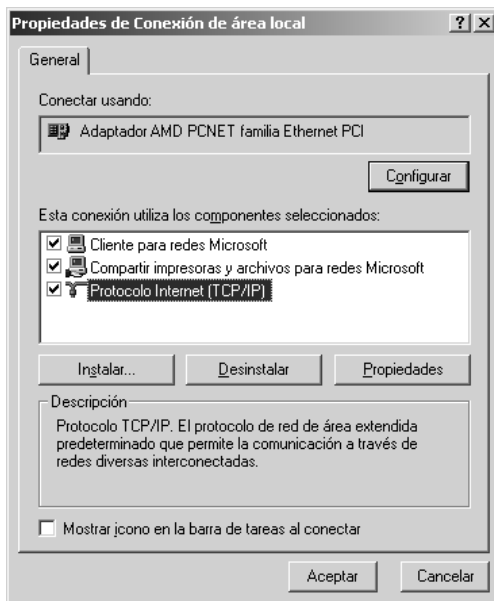 Propiedades de Conexión de área local
General
Conectar usando:
Adaptador AMD PCNET familia Ethernet PCI
Configurar
Esta conexión utiliza los componentes seleccionados:
Cliente para redes Microsoft
Compartir impresoras y archivos para redes Microsoft
Protocolo Internet (TCP/IP)
Instalar...
Desinstalar
Propiedades
Descripción
Protocolo TCP/IP. El protocolo de red de área extendida
predeterminado que permite la comunicación a través de
redes diversas interconectadas.
Mostrar icono en la barra de tareas al conectar
Aceptar
Cancelar